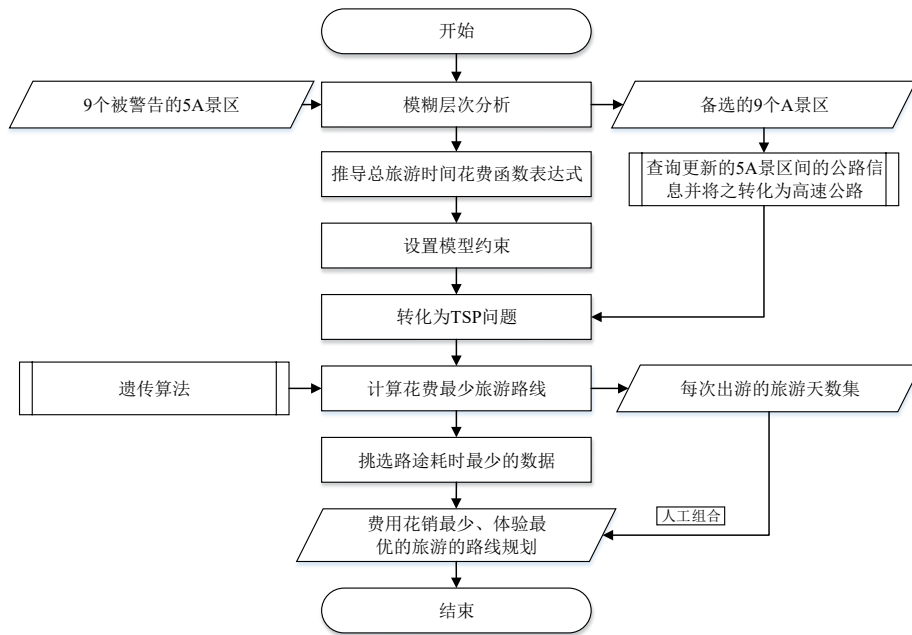 开始
9个被警告的5A景区
模糊层次分析
备选的9个A景区
推导总旅游时间花费函数表达式
查询更新的5A景区间的公路信
息并将之转化为高速公路
设置模型约束
转化为TSP问题
遗传算法
计算花费最少旅游路线
每次出游的旅游天数集
挑选路途耗时最少的数据
人工组合
费用花销最少、体验最
优的旅游的路线规划
结束